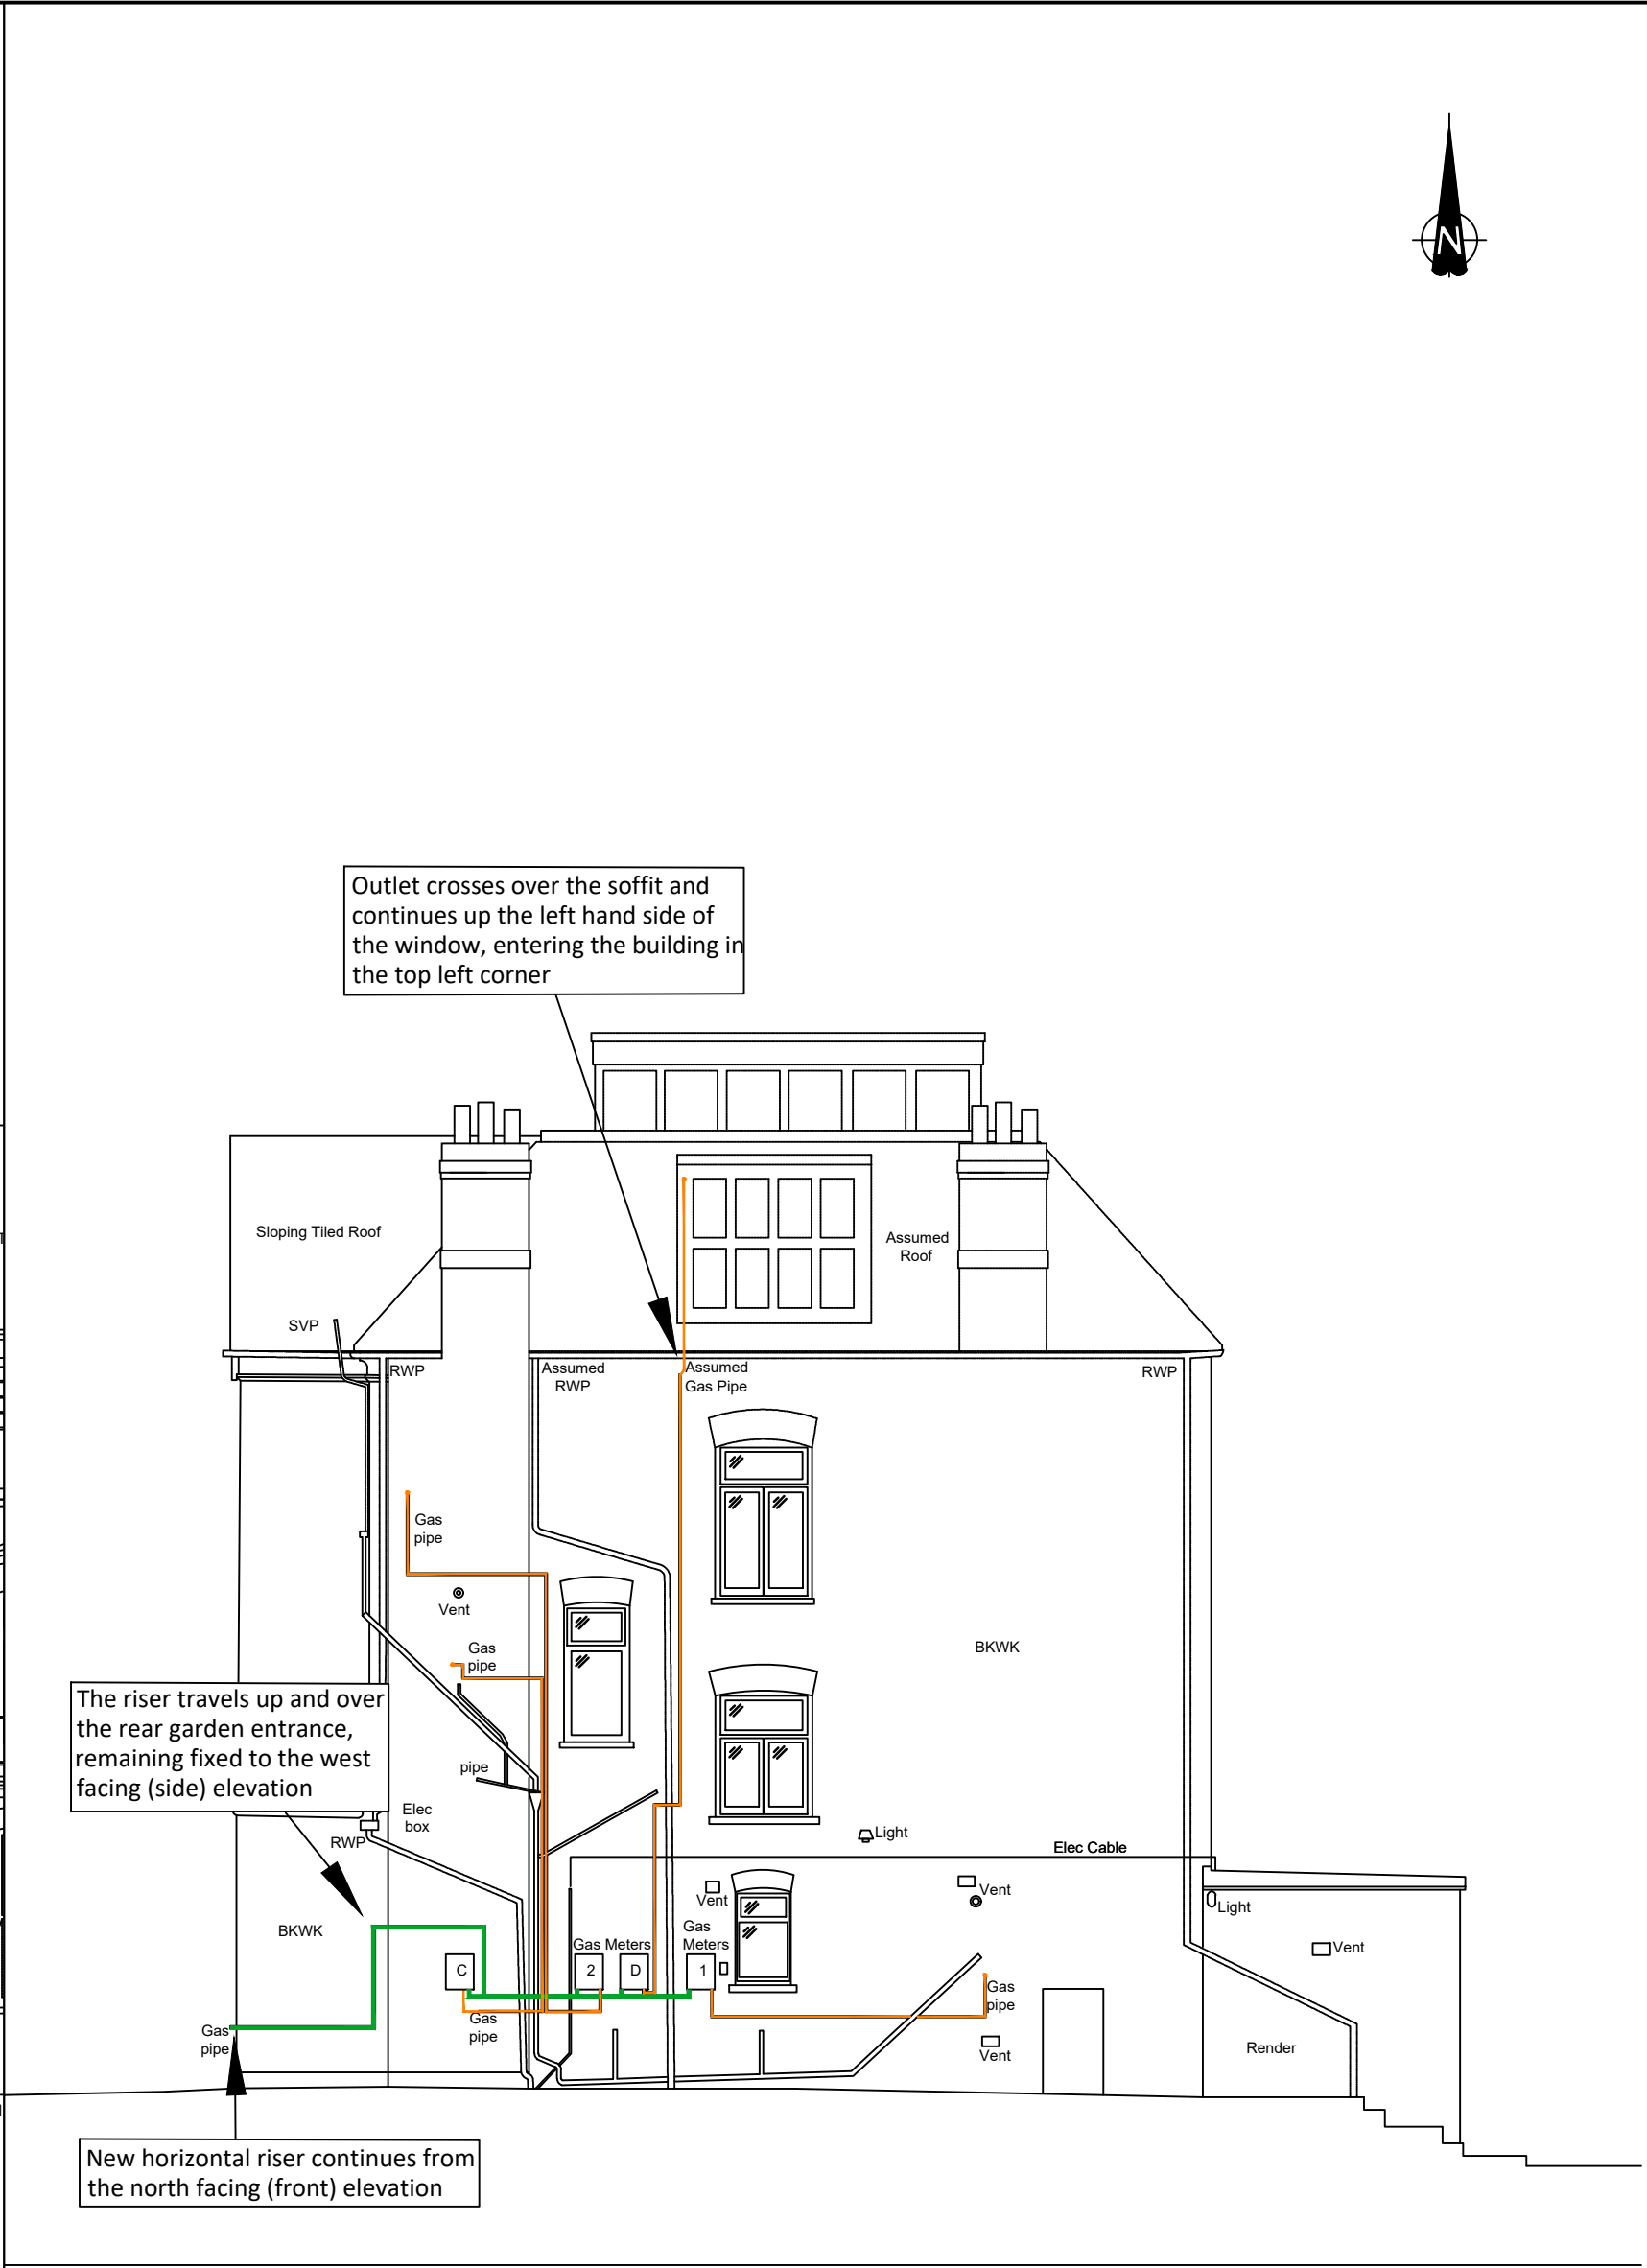 N
Outlet crosses over the soffit and
continues up the left hand side of
the window, entering the building in
the top left corner
Sloping Tiled Roof
Assumed
Roof
SVP
RWP
Assumed
RWP
Assumed
Gas Pipe
RWP
Gas
pipe
Vent
Gas
pipe
BKWK
The riser travels up and over
the rear garden entrance,
remaining fixed to the west
facing (side) elevation
pipe
Elec
box
RWP
Light
Elec Cable
Vent
Vent
Light
BKWK
Gas Meters
Gas
Meters
Vent
C
2
D
1
Gas
pipe
Gas
pipe
Gas
pipe
Vent
Render
New horizontal riser continues from
the north facing (front) elevation